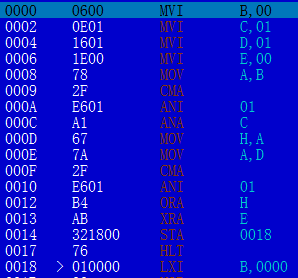 0000 0600 MVI B,00
0002 0E01 MVI C,01
0004 1601 MVI D,01
0006 1E00 MVI E,00
0008 78 MOV A,B
0009 2F CMA
000A E601 ANI 01
000C A1 ANA C
000D 67 MOV H,A
000E 7A MOV A,D
000F 2F CMA
0010 E601 ANI 01
0012 B4 ORA H
0013 AB XRA E
0014 321800 STA 0018
0017 76 HLT
0018 > 010000 LXI B,0000